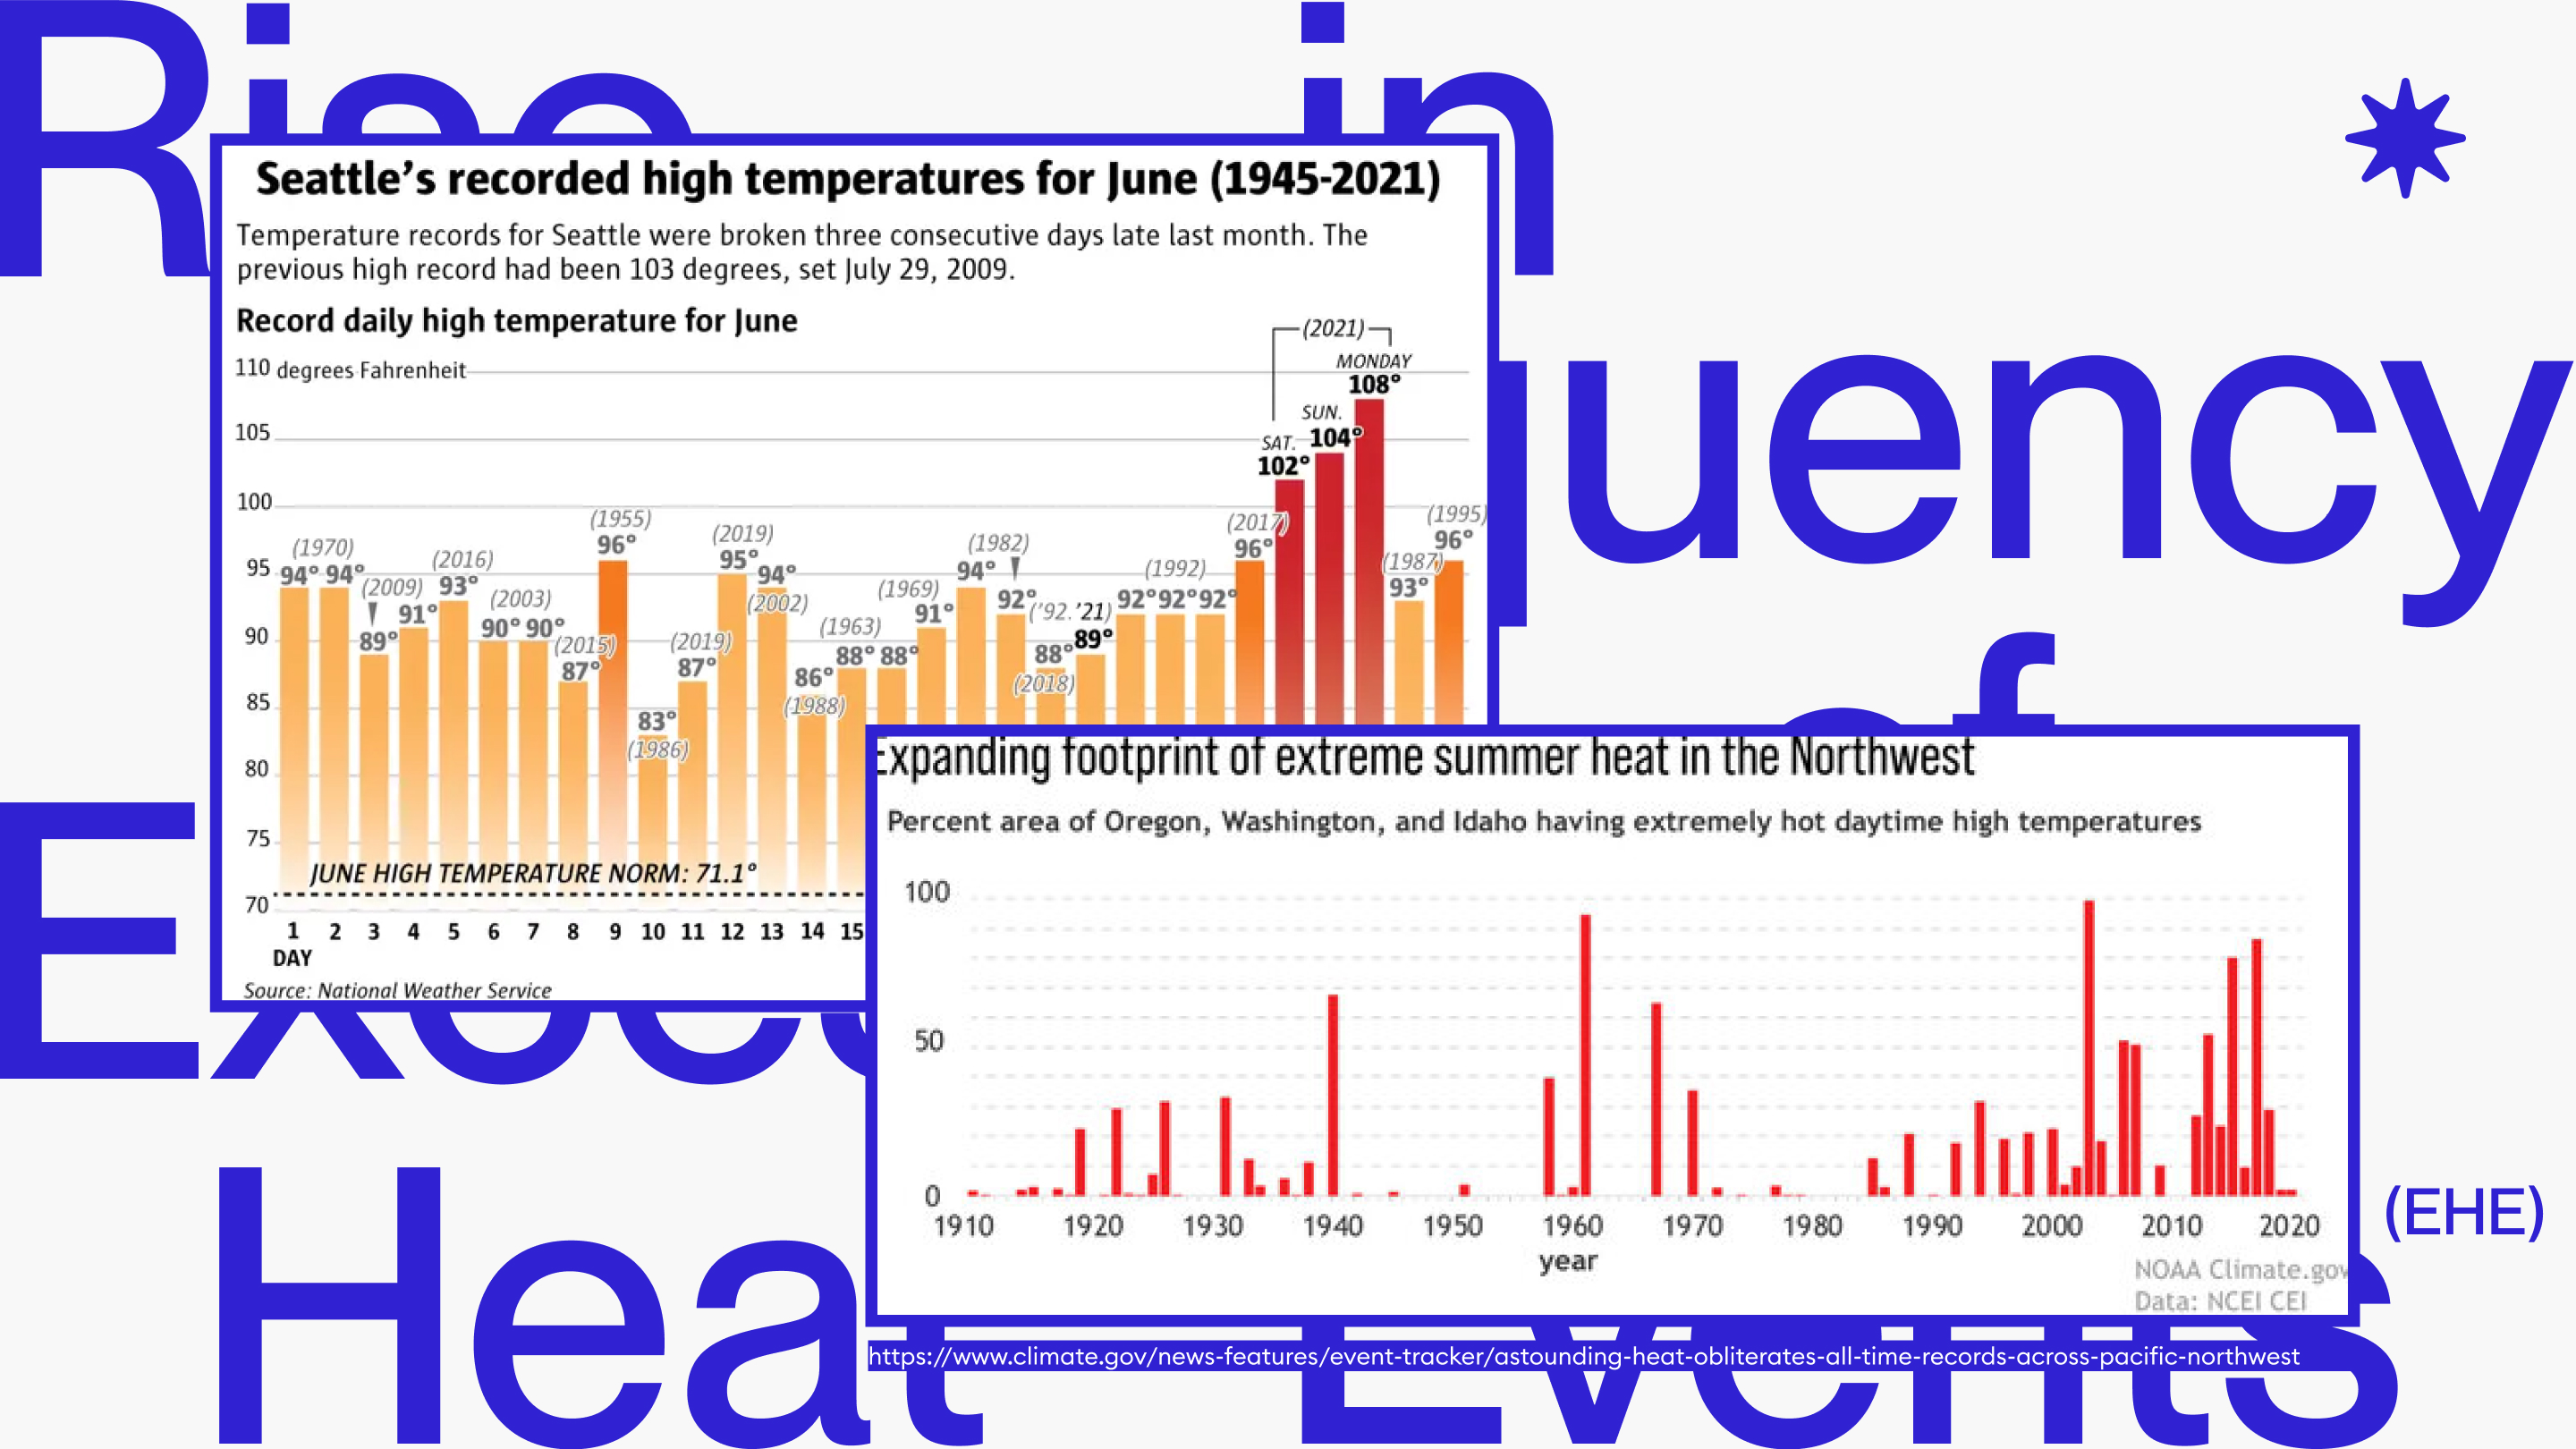 Rise in
uency
of
Exces
Heat Events
(EHE)
Seattle's recorded high temperatures for June (1945-2021)
Temperature records for Seattle were broken three consecutive days late last month. The
previous high record had been 103 degrees, set July 29, 2009.
Record daily high temperature for June
(2021)
MONDAY
108°
SUN.
104°
SAT.
102°
110 degrees Fahrenheit
105
100
95
90
85
80
75
70
(1970)
94° 94°
(2009)
89°
91°
(2016)
93°
(2003)
90° 90°
(2015)
87°
(1955)
96°
83°
(1986)
(2019)
87°
(2019)
95°
94°
(2002)
86°
(1988)
(1963)
88° 88°
(1969)
91°
(1982)
94°
92°
88°
(2018)
('92. '21)
89°
(1992)
92° 92° 92°
(2017)
96°
(1987)
93°
(1995)
96°
JUNE HIGH TEMPERATURE NORM: 71.1°
1 2 3 4 5 6 7 8 9 10 11 12 13 14 15
DAY
Source: National Weather Service
Expanding footprint of extreme summer heat in the Northwest
Percent area of Oregon, Washington, and Idaho having extremely hot daytime high temperatures
100
50
0
1910 1920 1930 1940 1950 1960 1970 1980 1990 2000 2010 2020
year
NOAA Climate.gov
Data: NCEI CEI
https://www.climate.gov/news-features/event-tracker/astounding-heat-obliterates-all-time-records-across-pacific-northwest